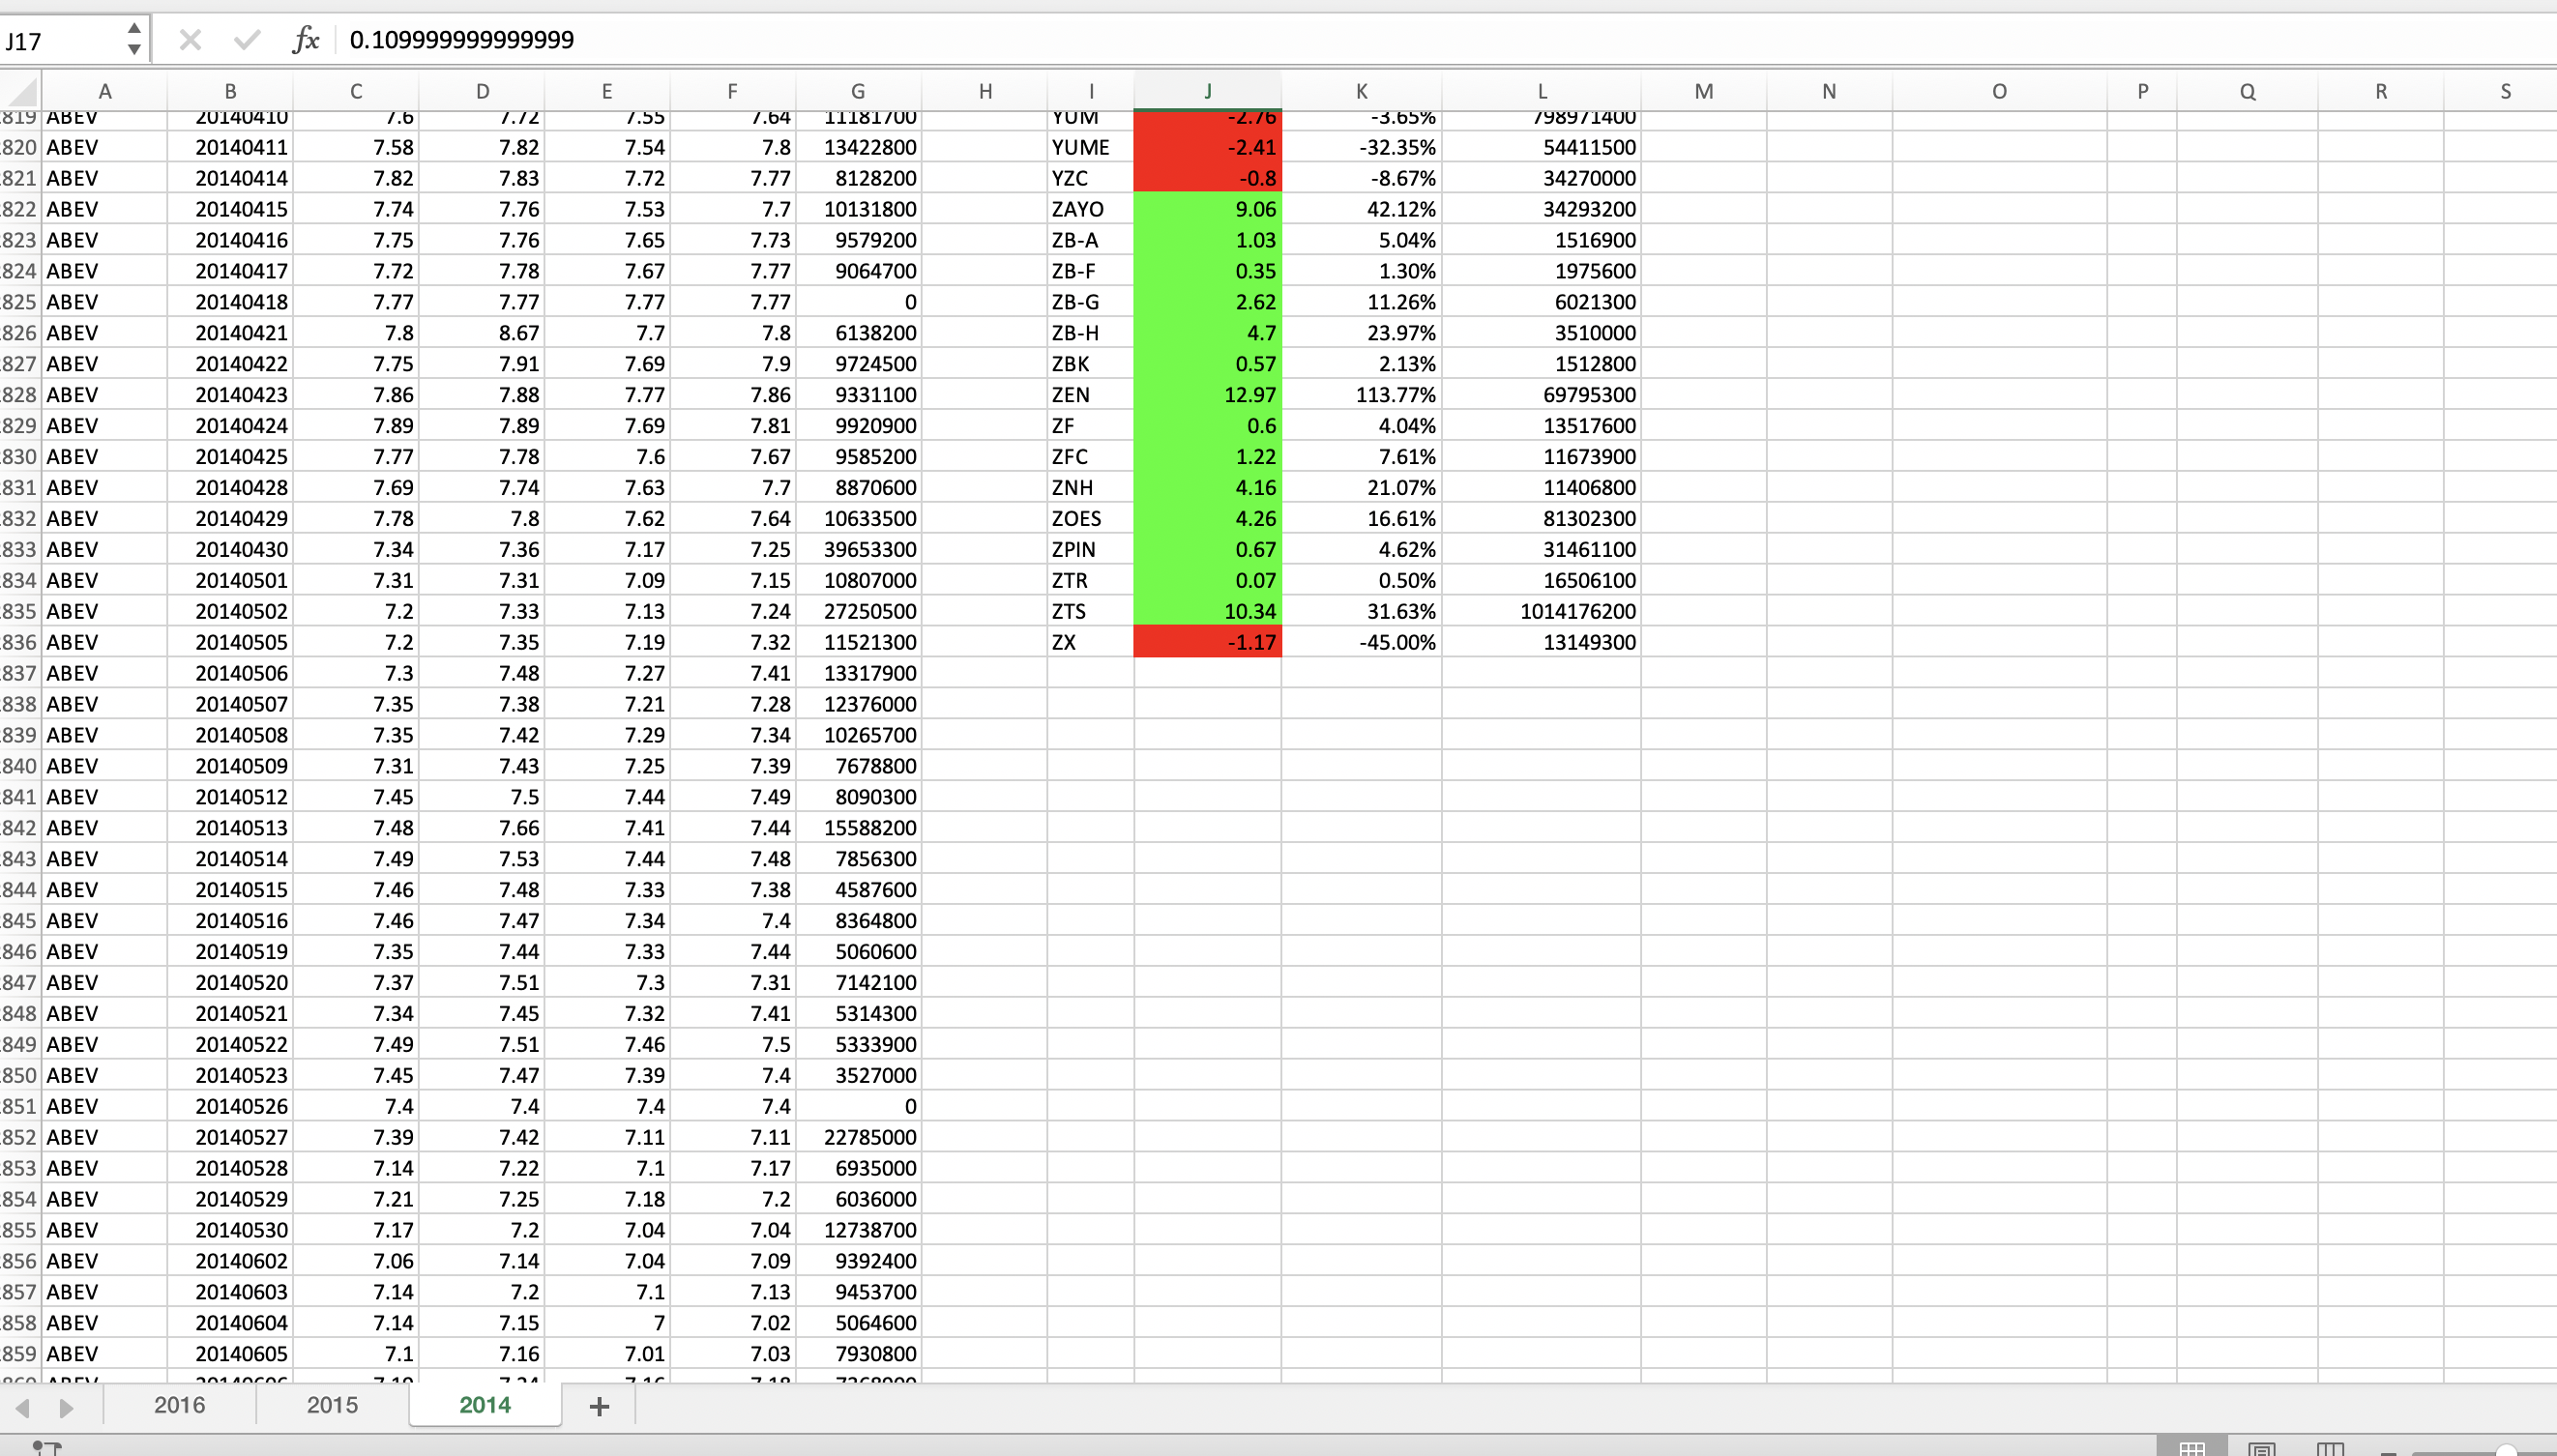 J17 fx 0.109999999999999
A B C D E F G H I J K L M N O P Q R S
819 ABEV 20140410 7.6 7.72 7.55 7.64 11181700 YUM -2.76 -3.65% 798971400
820 ABEV 20140411 7.58 7.82 7.54 7.8 13422800 YUME -2.41 -32.35% 54411500
821 ABEV 20140414 7.82 7.83 7.72 7.77 8128200 YZC -0.8 -8.67% 34270000
822 ABEV 20140415 7.74 7.76 7.53 7.7 10131800 ZAYO 9.06 42.12% 34293200
823 ABEV 20140416 7.75 7.76 7.65 7.73 9579200 ZB-A 1.03 5.04% 1516900
824 ABEV 20140417 7.72 7.78 7.67 7.77 9064700 ZB-F 0.35 1.30% 1975600
825 ABEV 20140418 7.77 7.77 7.77 7.77 0 ZB-G 2.62 11.26% 6021300
826 ABEV 20140421 7.8 8.67 7.7 7.8 6138200 ZB-H 4.7 23.97% 3510000
827 ABEV 20140422 7.75 7.91 7.69 7.9 9724500 ZBK 0.57 2.13% 1512800
828 ABEV 20140423 7.86 7.88 7.77 7.86 9331100 ZEN 12.97 113.77% 69795300
829 ABEV 20140424 7.89 7.89 7.69 7.81 9920900 ZF 0.6 4.04% 13517600
830 ABEV 20140425 7.77 7.78 7.6 7.67 9585200 ZFC 1.22 7.61% 11673900
831 ABEV 20140428 7.69 7.74 7.63 7.7 8870600 ZNH 4.16 21.07% 11406800
832 ABEV 20140429 7.78 7.8 7.62 7.64 10633500 ZOES 4.26 16.61% 81302300
833 ABEV 20140430 7.34 7.36 7.17 7.25 39653300 ZPIN 0.67 4.62% 31461100
834 ABEV 20140501 7.31 7.31 7.09 7.15 10807000 ZTR 0.07 0.50% 16506100
835 ABEV 20140502 7.2 7.33 7.13 7.24 27250500 ZTS 10.34 31.63% 1014176200
836 ABEV 20140505 7.2 7.35 7.19 7.32 11521300 ZX -1.17 -45.00% 13149300
837 ABEV 20140506 7.3 7.48 7.27 7.41 13317900
838 ABEV 20140507 7.35 7.38 7.21 7.28 12376000
839 ABEV 20140508 7.35 7.42 7.29 7.34 10265700
840 ABEV 20140509 7.31 7.43 7.25 7.39 7678800
841 ABEV 20140512 7.45 7.5 7.44 7.49 8090300
842 ABEV 20140513 7.48 7.66 7.41 7.44 15588200
843 ABEV 20140514 7.49 7.53 7.44 7.48 7856300
844 ABEV 20140515 7.46 7.48 7.33 7.38 4587600
845 ABEV 20140516 7.46 7.47 7.34 7.4 8364800
846 ABEV 20140519 7.35 7.44 7.33 7.44 5060600
847 ABEV 20140520 7.37 7.51 7.3 7.31 7142100
848 ABEV 20140521 7.34 7.45 7.32 7.41 5314300
849 ABEV 20140522 7.49 7.51 7.46 7.5 5333900
850 ABEV 20140523 7.45 7.47 7.39 7.4 3527000
851 ABEV 20140526 7.4 7.4 7.4 7.4 0
852 ABEV 20140527 7.39 7.42 7.11 7.11 22785000
853 ABEV 20140528 7.14 7.22 7.1 7.17 6935000
854 ABEV 20140529 7.21 7.25 7.18 7.2 6036000
855 ABEV 20140530 7.17 7.2 7.04 7.04 12738700
856 ABEV 20140602 7.06 7.14 7.04 7.09 9392400
857 ABEV 20140603 7.14 7.2 7.1 7.13 9453700
858 ABEV 20140604 7.14 7.15 7 7.02 5064600
859 ABEV 20140605 7.1 7.16 7.01 7.03 7930800
2016 2015 2014 +